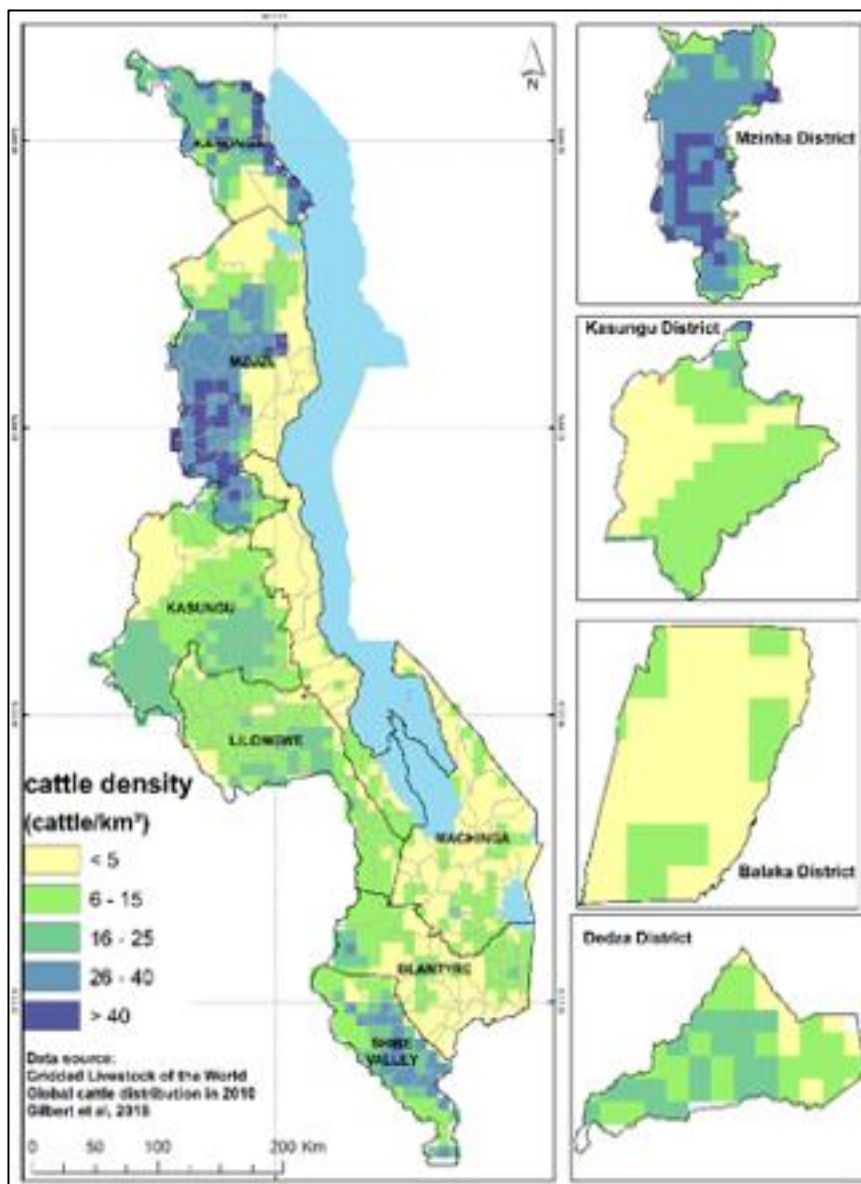 N
KARONGA
MZUZU
KASUNGU
LILONGWE
MACHINGA
BLANTYRE
SHIRE
VALLEY
cattle density
(cattle/km²)
< 5
6 - 15
16 - 25
26 - 40
> 40
Data source:
Gridded Livestock of the World
Global cattle distribution in 2010
Gilbert et al, 2018
0 50 100 200 Km
Mzimba District
Kasungu District
Balaka District
Dedza District